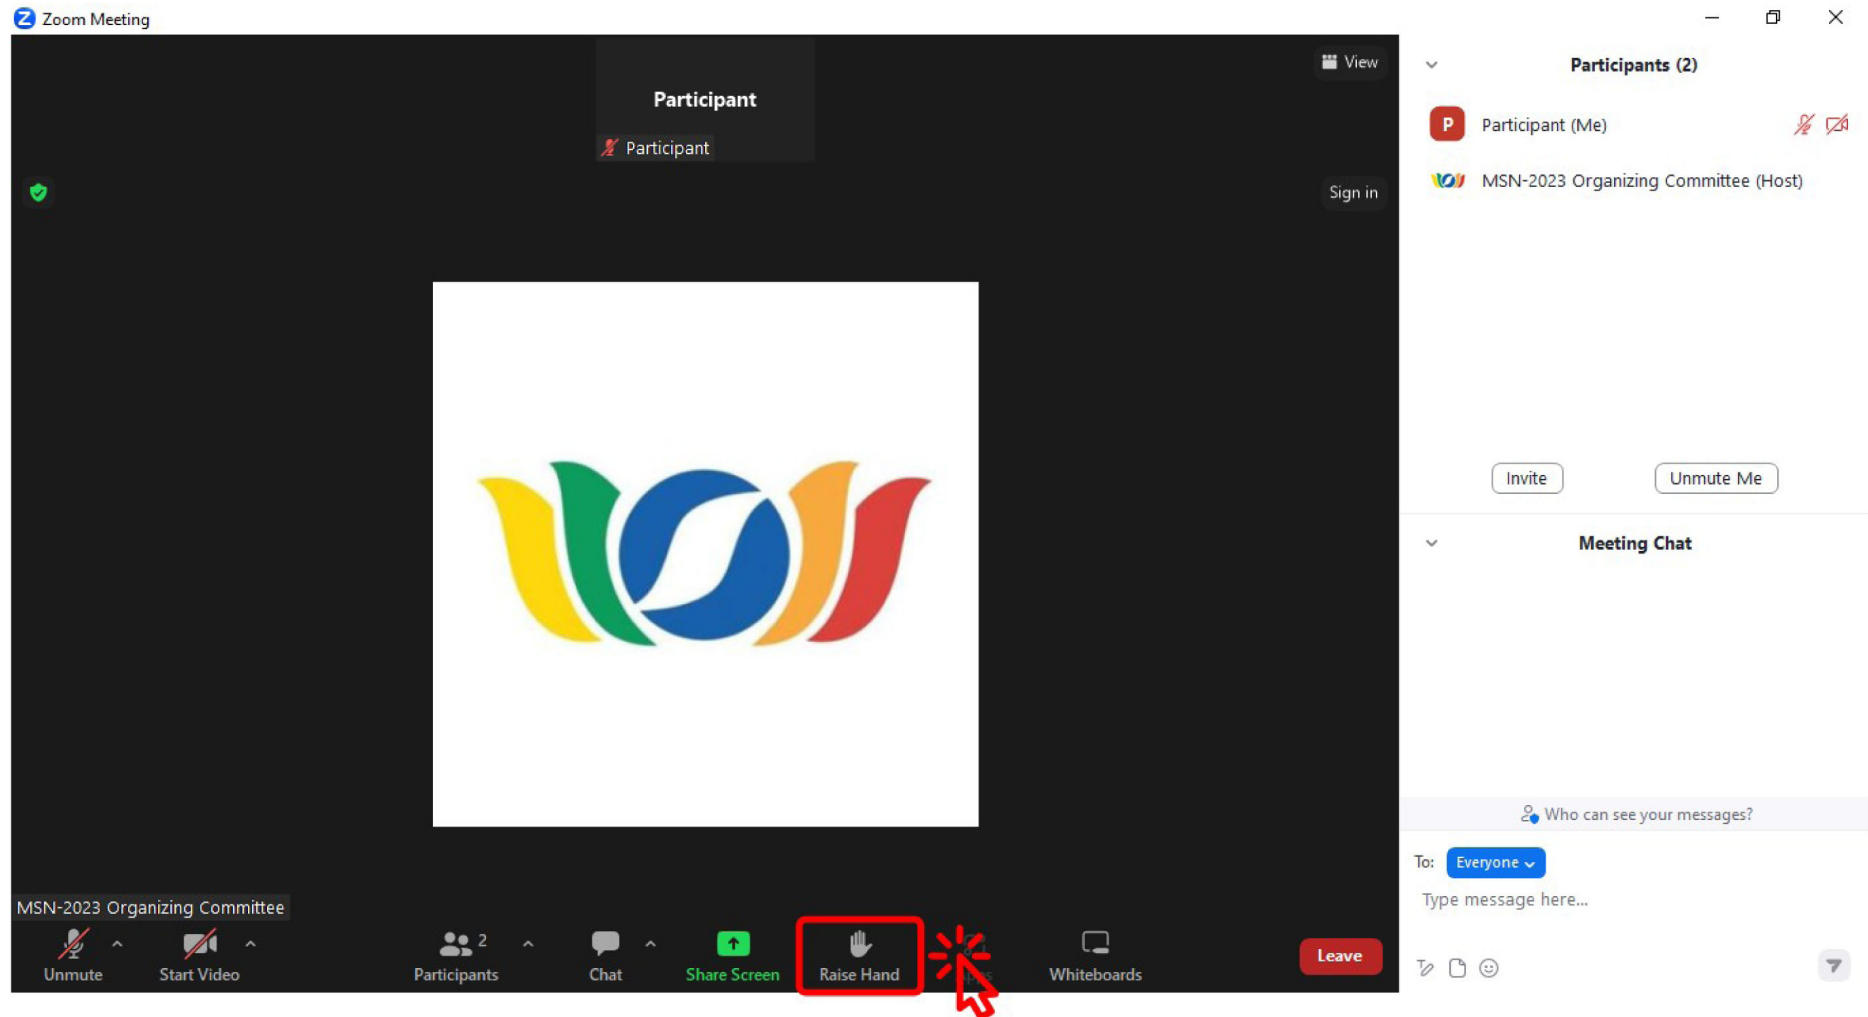 Zoom Meeting
View
Participant
Participant
Sign in
MSN-2023 Organizing Committee
Unmute
Start Video
2
Participants
Chat
Share Screen
Raise Hand
Whiteboards
Leave
Participants (2)
P Participant (Me)
MSN-2023 Organizing Committee (Host)
Invite Unmute Me
Meeting Chat
Who can see your messages?
To: Everyone
Type message here...